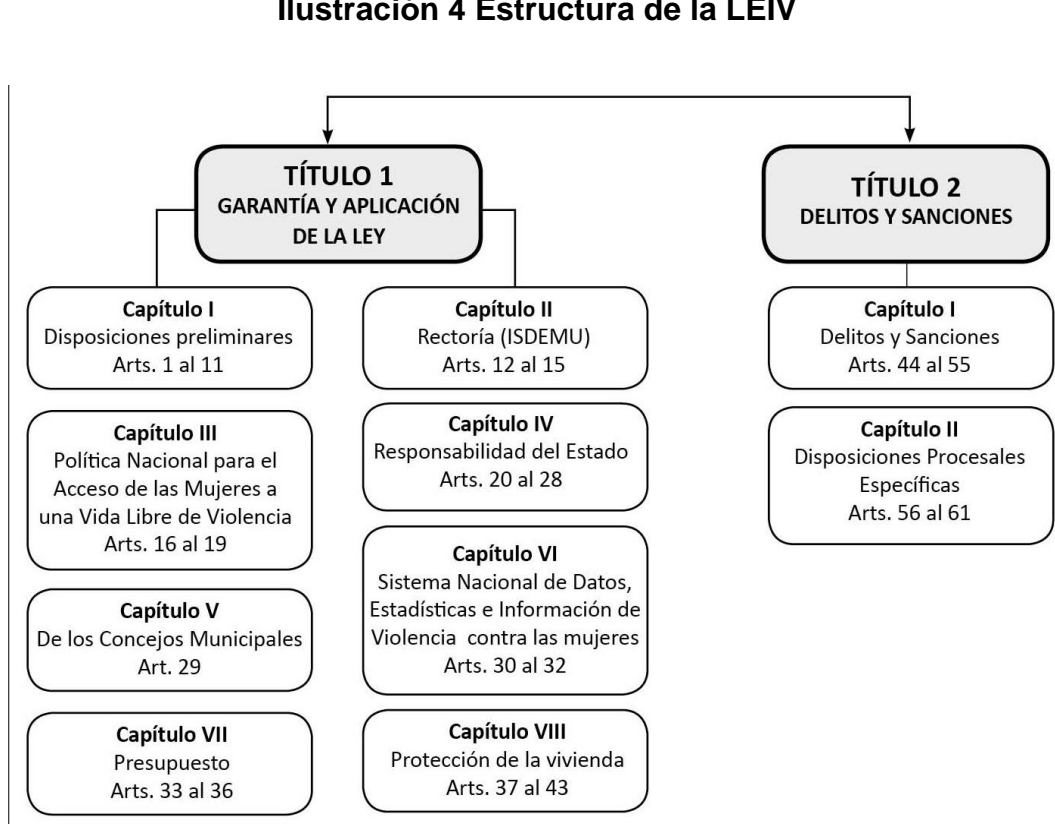 Ilustración 4 Estructura de la LEIV
TÍTULO 1
GARANTÍA Y APLICACIÓN
DE LA LEY
Capítulo I
Disposiciones preliminares
Arts. 1 al 11
Capítulo II
Rectoría (ISDEMU)
Arts. 12 al 15
Capítulo III
Política Nacional para el
Acceso de las Mujeres a
una Vida Libre de Violencia
Arts. 16 al 19
Capítulo IV
Responsabilidad del Estado
Arts. 20 al 28
Capítulo V
De los Concejos Municipales
Art. 29
Capítulo VI
Sistema Nacional de Datos,
Estadísticas e Información de
Violencia contra las mujeres
Arts. 30 al 32
Capítulo VII
Presupuesto
Arts. 33 al 36
Capítulo VIII
Protección de la vivienda
Arts. 37 al 43
TÍTULO 2
DELITOS Y SANCIONES
Capítulo I
Delitos y Sanciones
Arts. 44 al 55
Capítulo II
Disposiciones Procesales
Específicas
Arts. 56 al 61